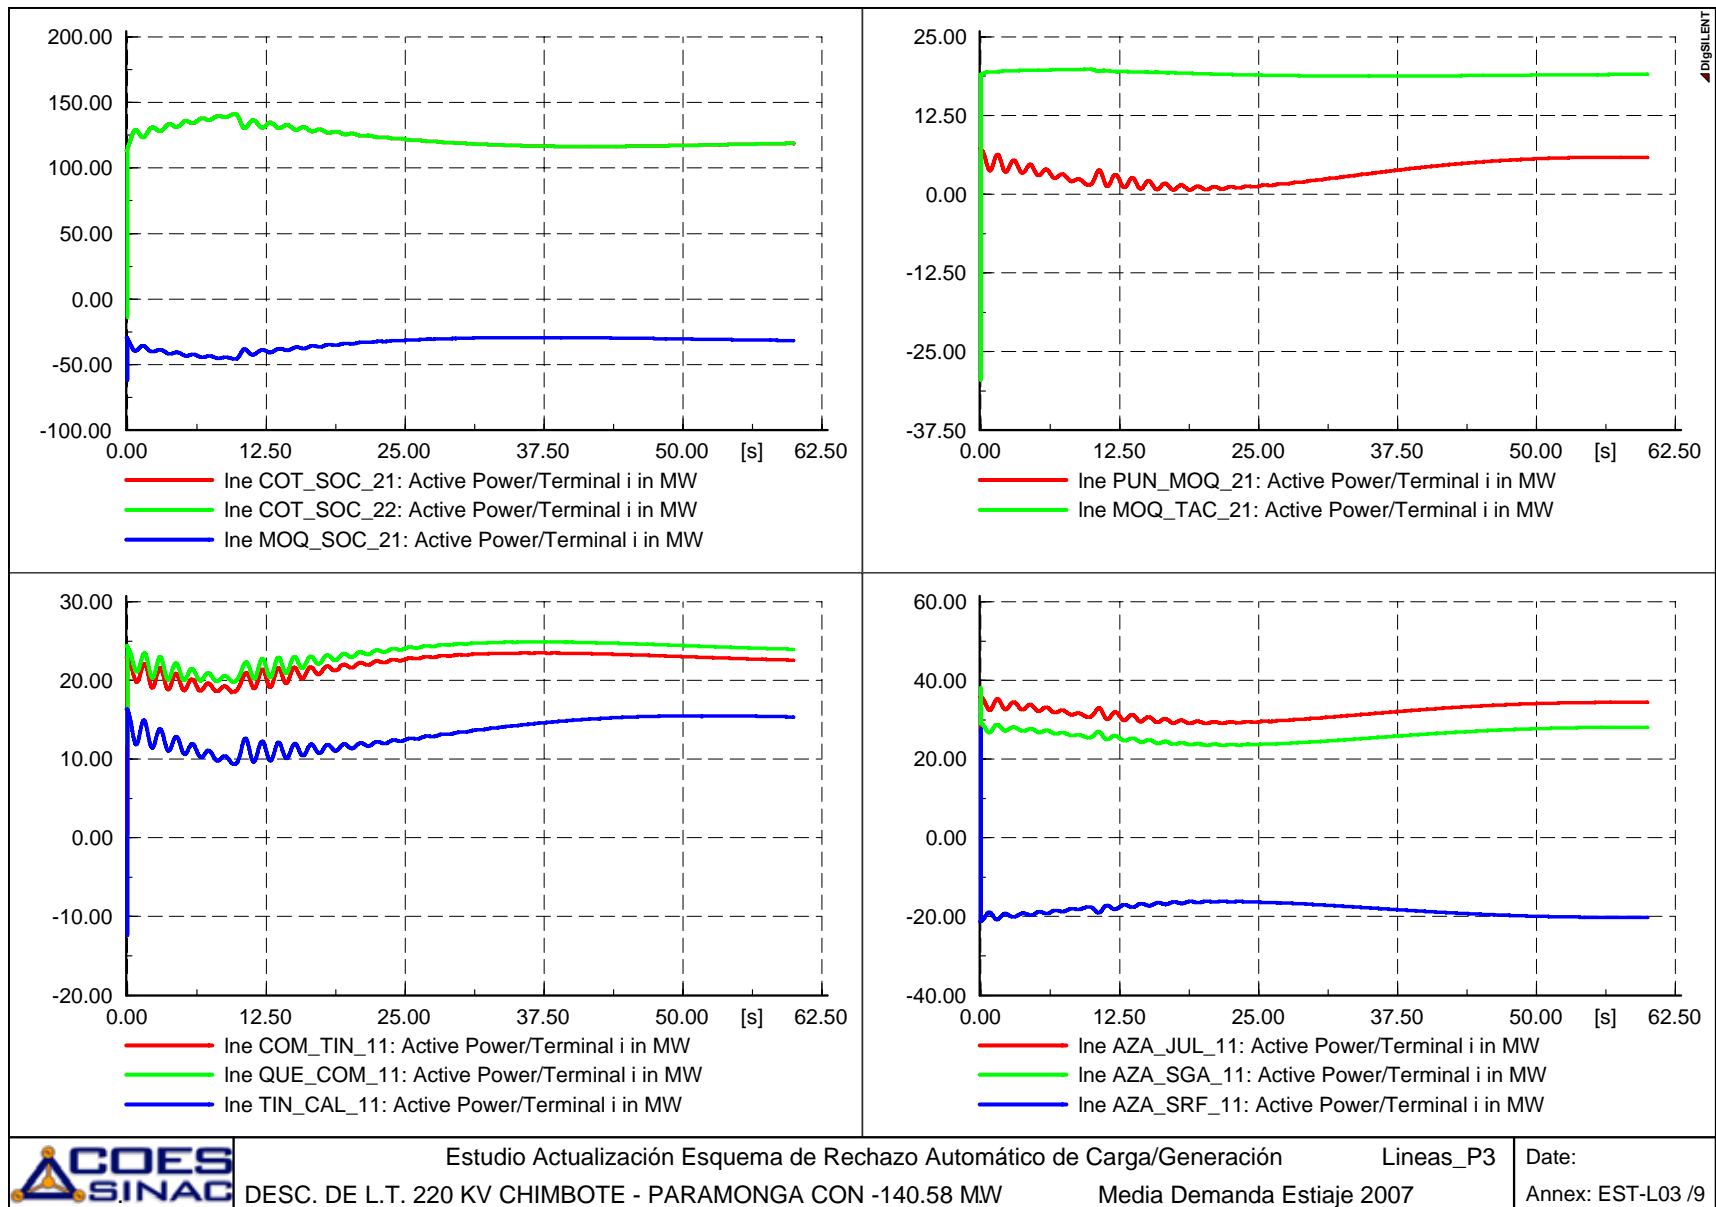 200.00
150.00
100.00
50.00
0.00
-50.00
-100.00
0.00 12.50 25.00 37.50 50.00 [s] 62.50
lne COT_SOC_21: Active Power/Terminal i in MW
lne COT_SOC_22: Active Power/Terminal i in MW
lne MOQ_SOC_21: Active Power/Terminal i in MW
25.00
12.50
0.00
-12.50
-25.00
-37.50
0.00 12.50 25.00 37.50 50.00 [s] 62.50
lne PUN_MOQ_21: Active Power/Terminal i in MW
lne MOQ_TAC_21: Active Power/Terminal i in MW
DIgSILENT
30.00
20.00
10.00
0.00
-10.00
-20.00
0.00 12.50 25.00 37.50 50.00 [s] 62.50
lne COM_TIN_11: Active Power/Terminal i in MW
lne QUE_COM_11: Active Power/Terminal i in MW
lne TIN_CAL_11: Active Power/Terminal i in MW
60.00
40.00
20.00
0.00
-20.00
-40.00
0.00 12.50 25.00 37.50 50.00 [s] 62.50
lne AZA_JUL_11: Active Power/Terminal i in MW
lne AZA_SGA_11: Active Power/Terminal i in MW
lne AZA_SRF_11: Active Power/Terminal i in MW
COES
SINAC
Estudio Actualización Esquema de Rechazo Automático de Carga/Generación Lineas_P3
DESC. DE L.T. 220 KV CHIMBOTE - PARAMONGA CON -140.58 MW Media Demanda Estiaje 2007
Date:
Annex: EST-L03 /9